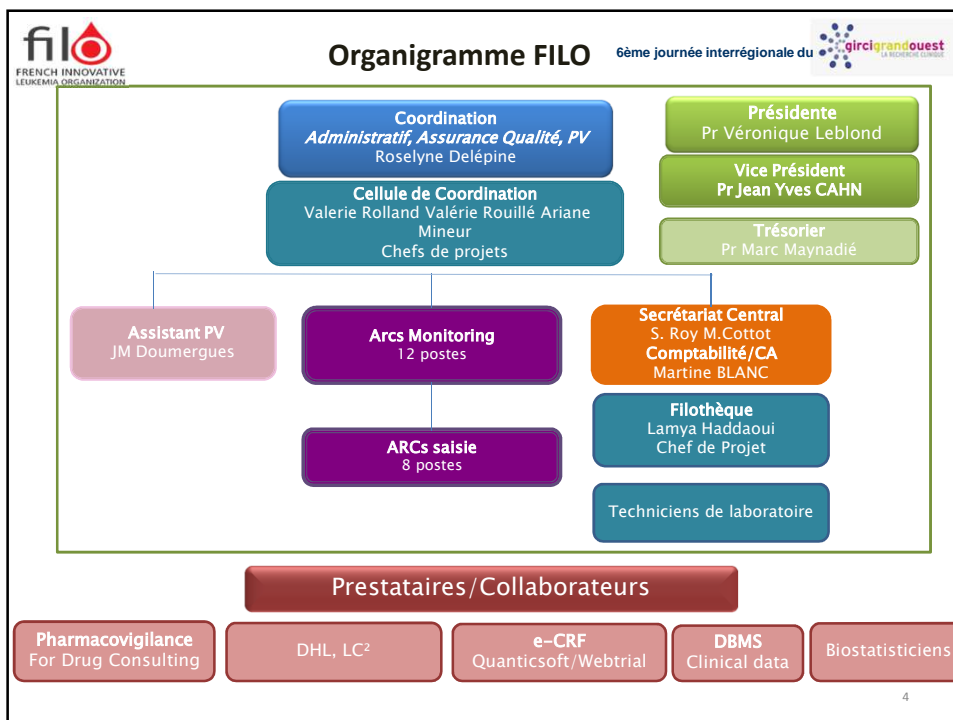 filo
FRENCH INNOVATIVE
LEUKEMIA ORGANIZATION
Organigramme FILO
6ème journée interrégionale du
gircigrandouest
LA RECHERCHE CLINIQUE
Coordination
Administratif, Assurance Qualité, PV
Roselyne Delépine
Présidente
Pr Véronique Leblond
Vice Président
Pr Jean Yves CAHN
Trésorier
Pr Marc Maynadié
Cellule de Coordination
Valerie Rolland Valérie Rouillé Ariane
Mineur
Chefs de projets
Assistant PV
JM Doumergues
Arcs Monitoring
12 postes
Secrétariat Central
S. Roy M.Cottot
Comptabilité/CA
Martine BLANC
ARCs saisie
8 postes
Filothèque
Lamya Haddaoui
Chef de Projet
Techniciens de laboratoire
Prestataires/Collaborateurs
Pharmacovigilance
For Drug Consulting
DHL, LC²
e-CRF
Quanticsoft/Webtrial
DBMS
Clinical data
Biostatisticiens
4